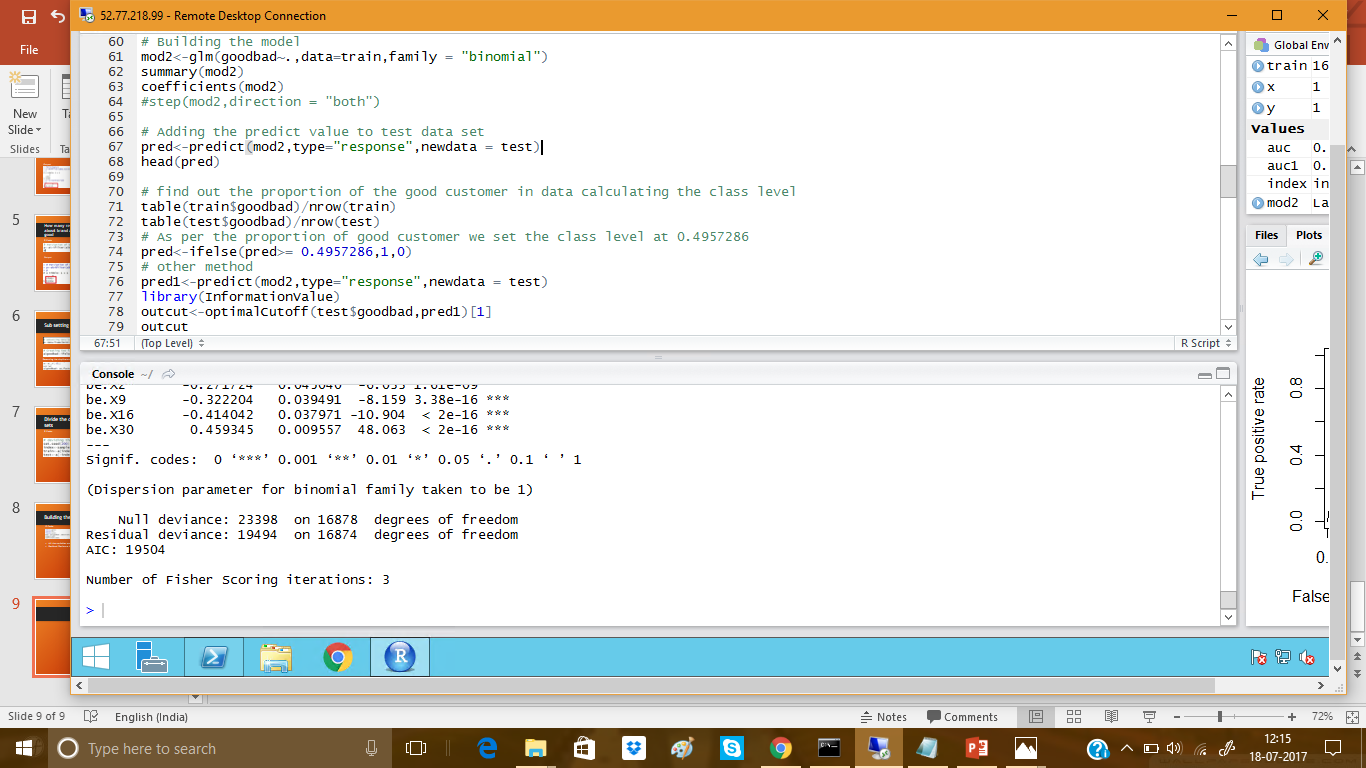 52.77.218.99 - Remote Desktop Connection
File
New
Slide
Slides
60 # Building the model
61 mod2<-glm(goodbad~.,data=train,family = "binomial")
62 summary(mod2)
63 coefficients(mod2)
64 #step(mod2,direction = "both")
65
66 # Adding the predict value to test data set
67 pred<-predict(mod2,type="response",newdata = test)
68 head(pred)
69
70 # find out the proportion of the good customer in data calculating the class level
71 table(train$goodbad)/nrow(train)
72 table(test$goodbad)/nrow(test)
73 # As per the proportion of good customer we set the class level at 0.4957286
74 pred<-ifelse(pred>= 0.4957286,1,0)
75 # other method
76 pred1<-predict(mod2,type="response",newdata = test)
77 library(InformationValue)
78 outcut<-optimalCutoff(test$goodbad,pred1)[1]
79 outcut
67:51 (Top Level) R Script
Console ~/
be.X9 -0.322204 0.039491 -8.159 3.38e-16 ***
be.X16 -0.414042 0.037971 -10.904 < 2e-16 ***
be.X30 0.459345 0.009557 48.063 < 2e-16 ***
---
Signif. codes: 0 ‘***’ 0.001 ‘**’ 0.01 ‘*’ 0.05 ‘.’ 0.1 ‘ ’ 1
(Dispersion parameter for binomial family taken to be 1)
Null deviance: 23398 on 16878 degrees of freedom
Residual deviance: 19494 on 16874 degrees of freedom
AIC: 19504
Number of Fisher Scoring iterations: 3
>
Global Env
train 16
x 1
y 1
Values
auc 0.
auc1 0.
index in
mod2 La
Files Plots
True positive rate
0.8
0.4
0.0
0.
False
5
6
Sub setting
7
Divide the
sets
8
Building the
9
Slide 9 of 9 English (India) Notes Comments 72%
Type here to search
12:15
18-07-2017